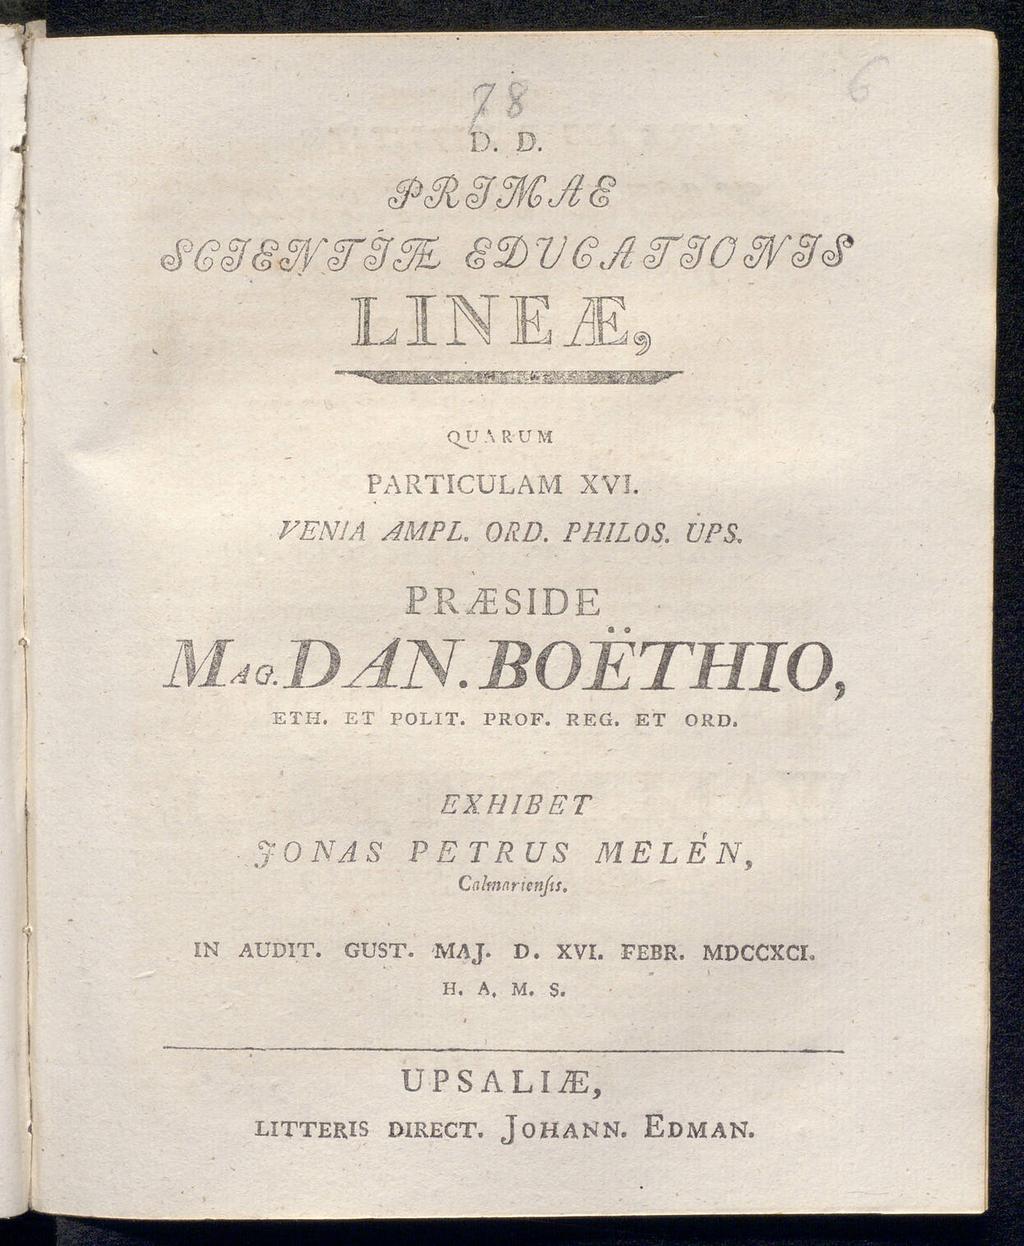 78
6
D. D.
PRIMAE
SCIENTIÆ EDUCATIONIS
LINEÆ,
QUARUM
PARTICULAM XVI.
VENIA AMPL. ORD. PHILOS. UPS.
PRÆSIDE
MAG. DAN. BOËTHIO,
ETH. ET POLIT. PROF. REG. ET ORD.
EXHIBET
JONAS PETRUS MELÉN,
Calmarienſis.
IN AUDIT. GUST. MAJ. D. XVI. FEBR. MDCCXCI.
H. A. M. S.
UPSALIÆ,
LITTERIS DIRECT. JOHANN. EDMAN.